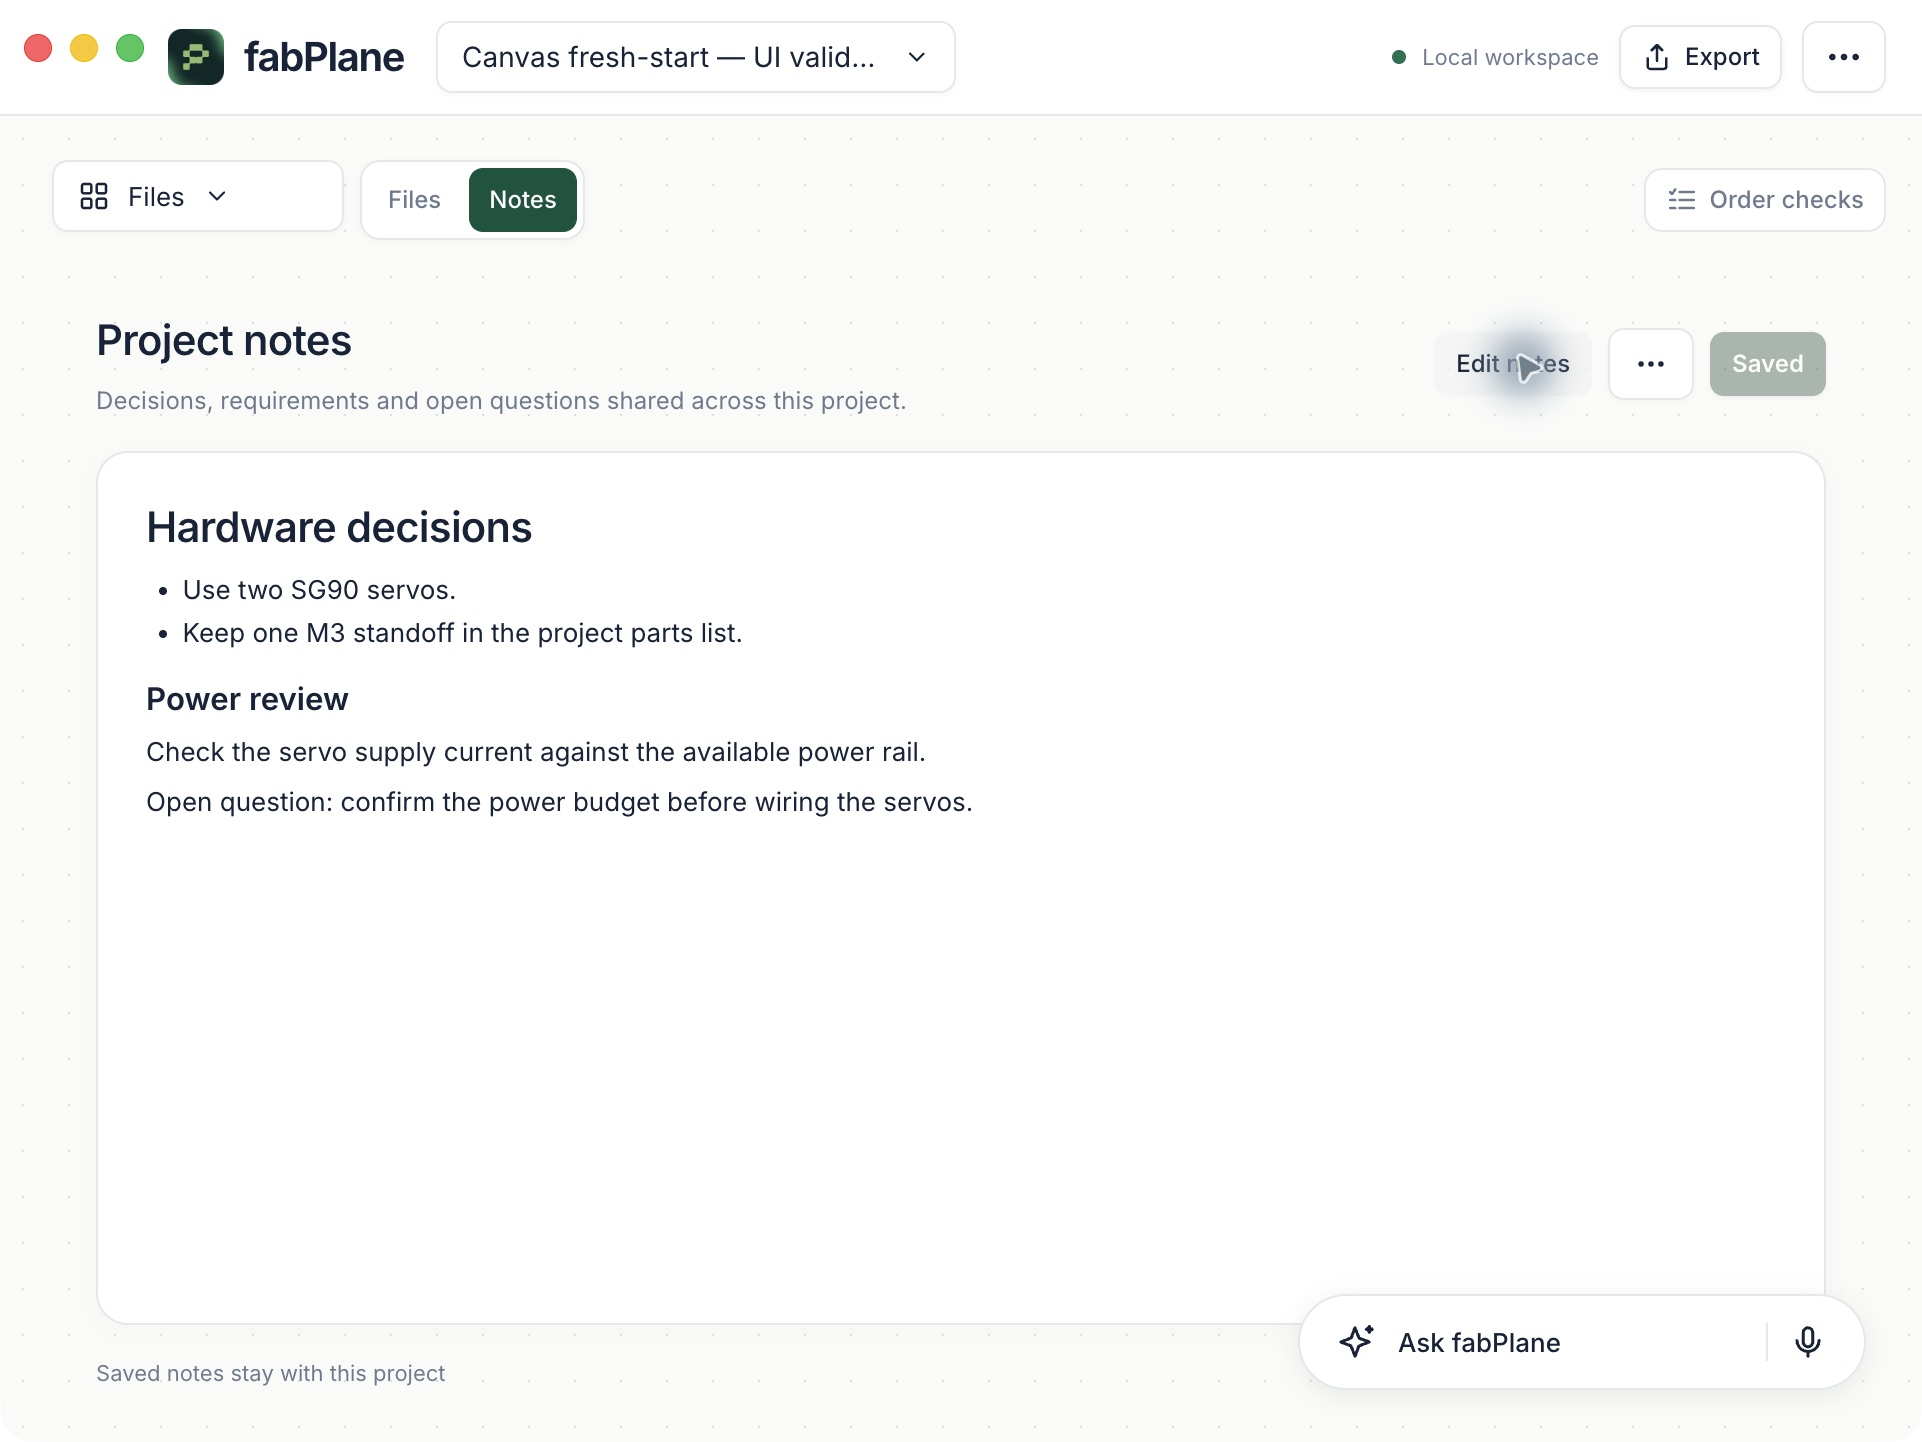 fabPlane
Canvas fresh-start — UI valid...
Local workspace
Export
Files
Files
Notes
Order checks
Project notes
Decisions, requirements and open questions shared across this project.
Edit notes
Saved
Hardware decisions
• Use two SG90 servos.
• Keep one M3 standoff in the project parts list.
Power review
Check the servo supply current against the available power rail.
Open question: confirm the power budget before wiring the servos.
Saved notes stay with this project
Ask fabPlane